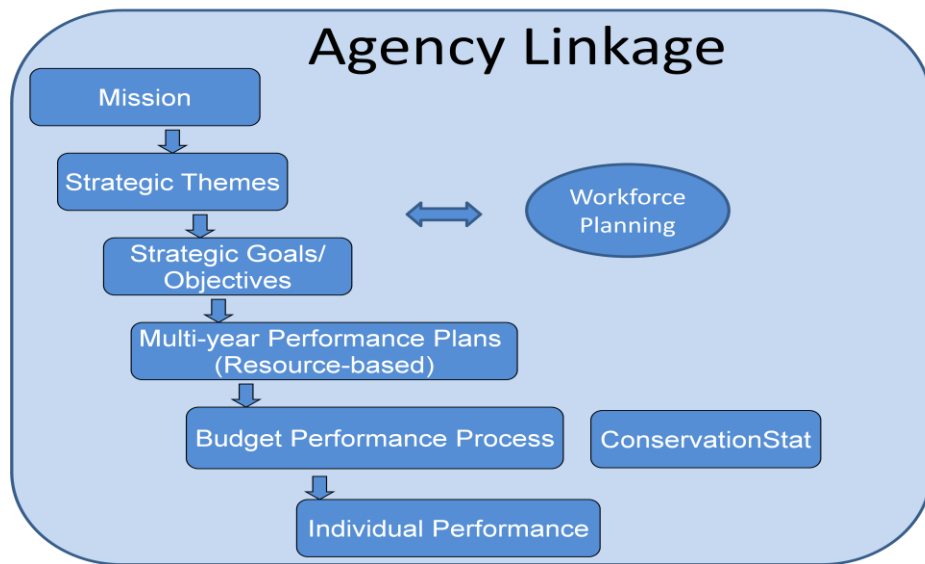 Agency Linkage
Mission
Strategic Themes
Workforce
Planning
Strategic Goals/
Objectives
Multi-year Performance Plans
(Resource-based)
Budget Performance Process
ConservationStat
Individual Performance